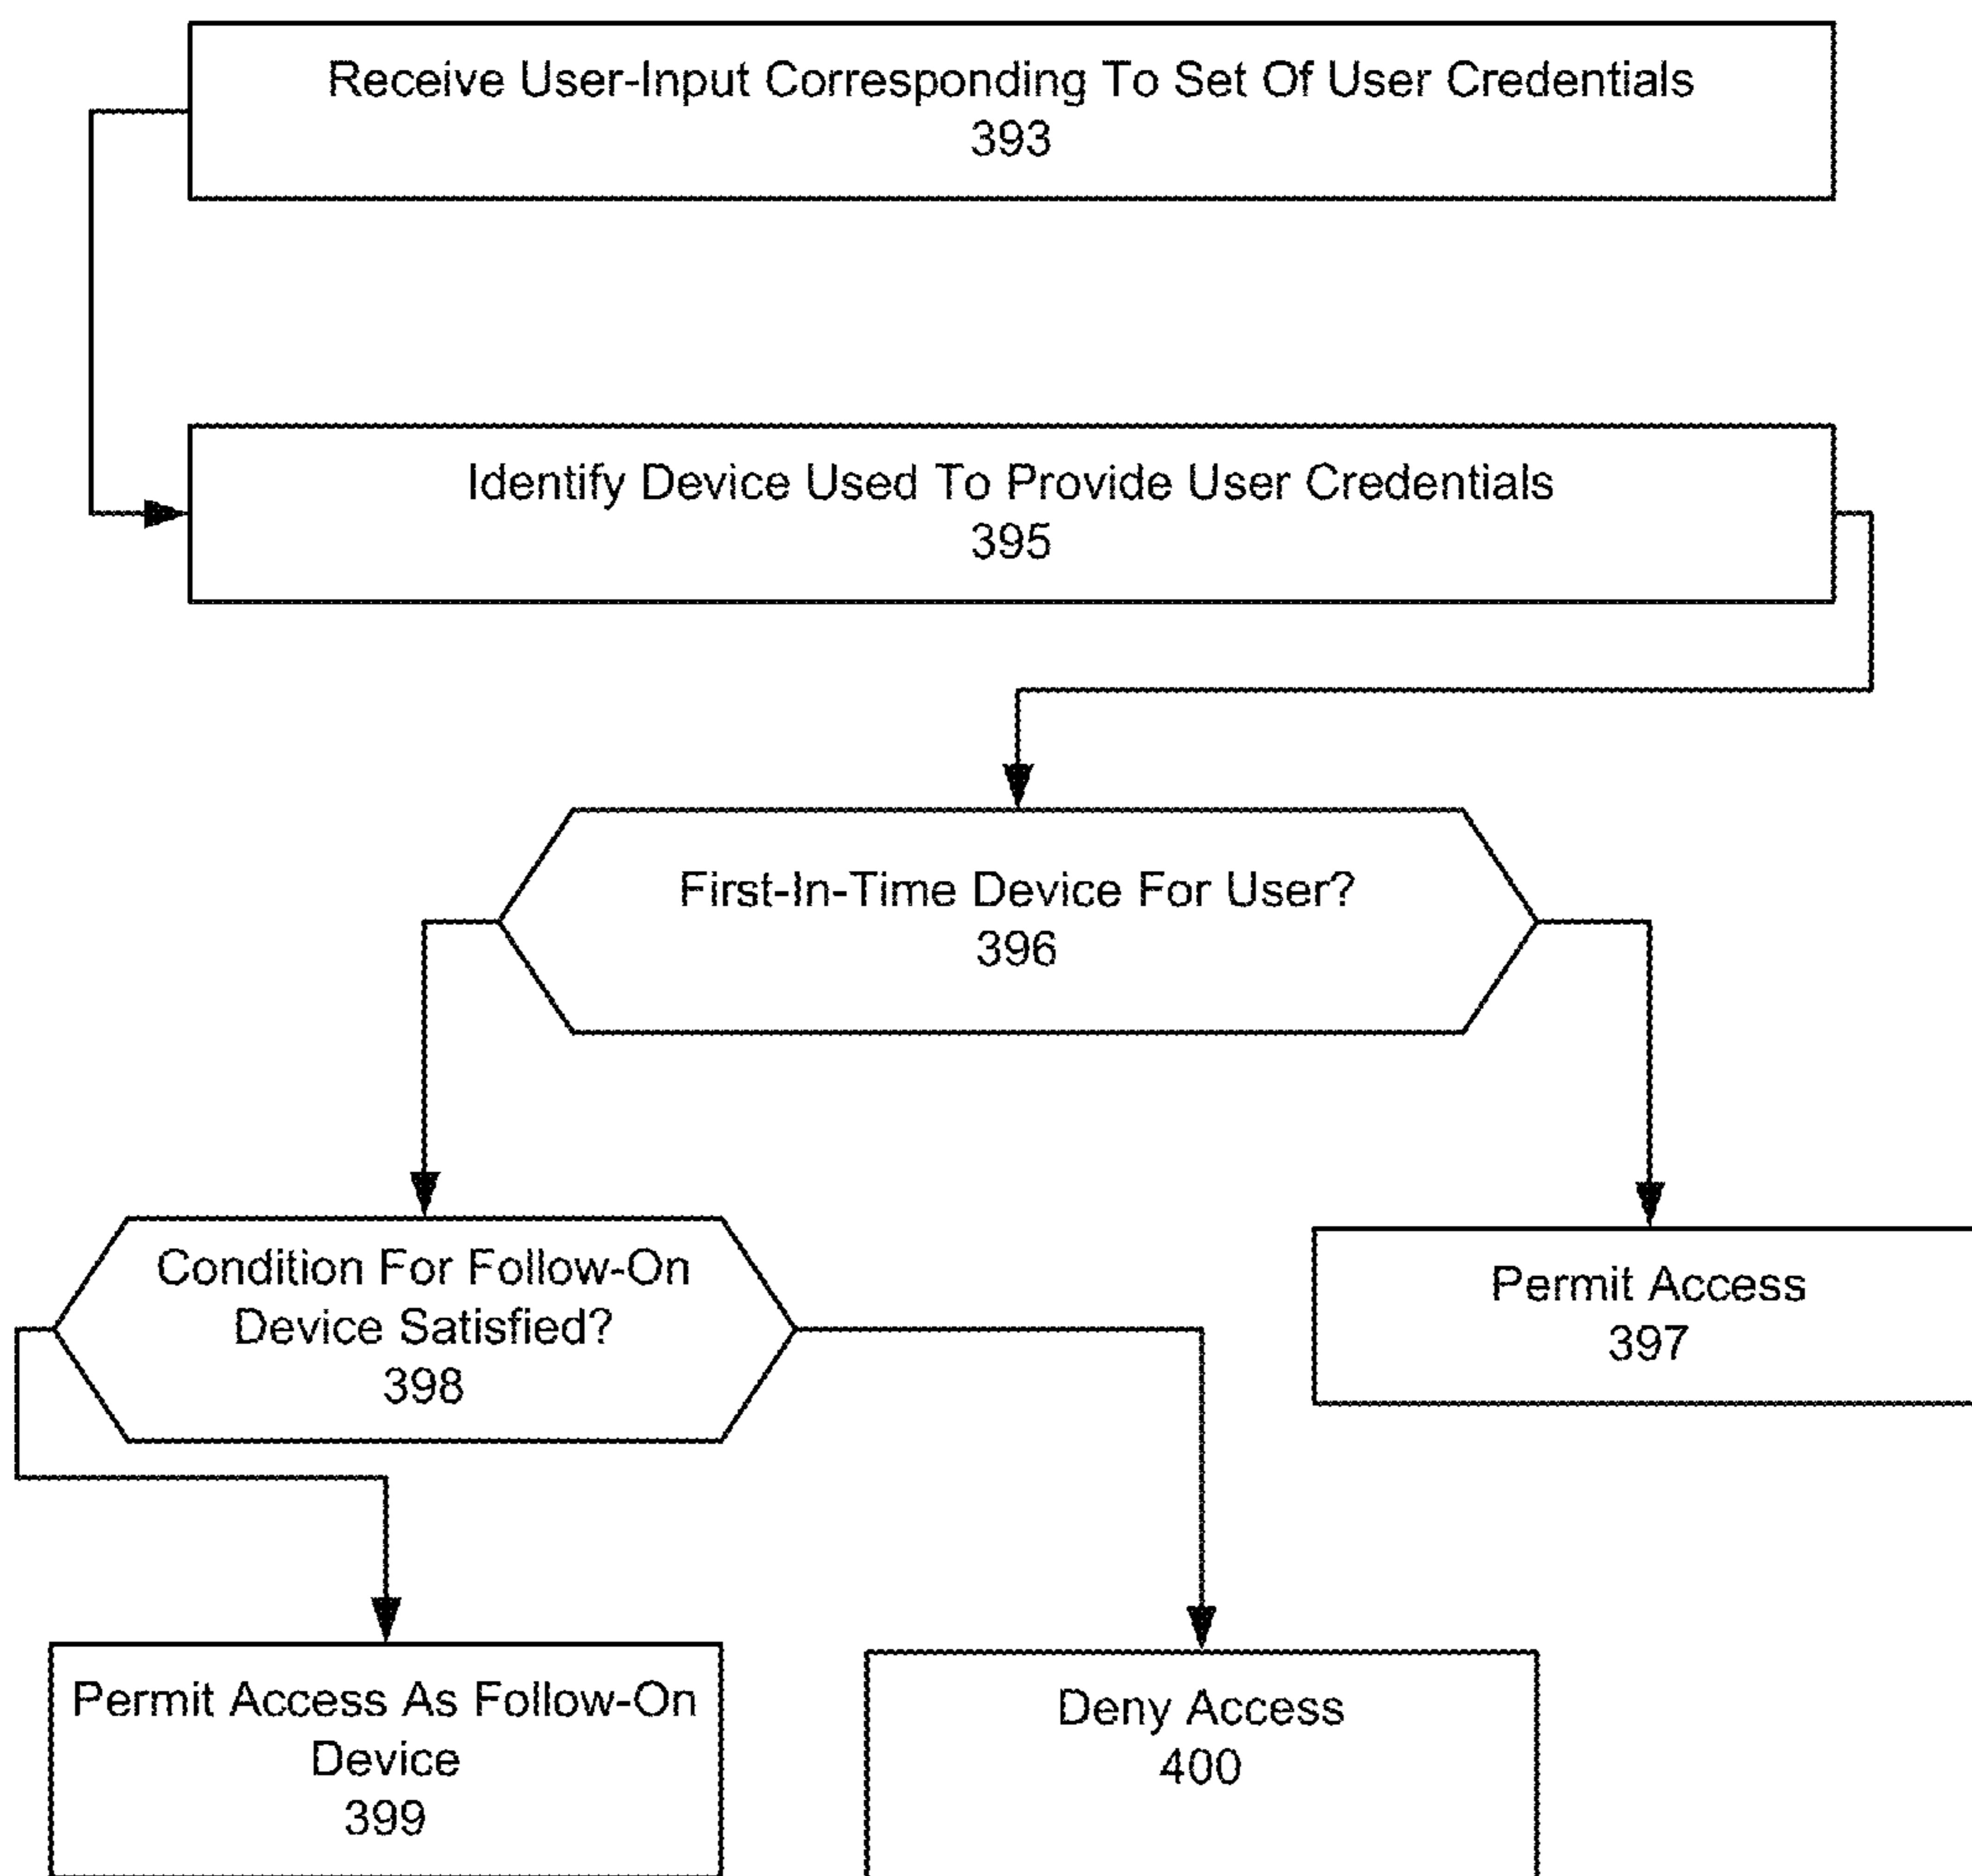 Receive User-Input Corresponding To Set Of User Credentials
393
Identify Device Used To Provide User Credentials
395
First-In-Time Device For User?
396
Condition For Follow-On
Device Satisfied?
398
Permit Access
397
Permit Access As Follow-On
Device
399
Deny Access
400